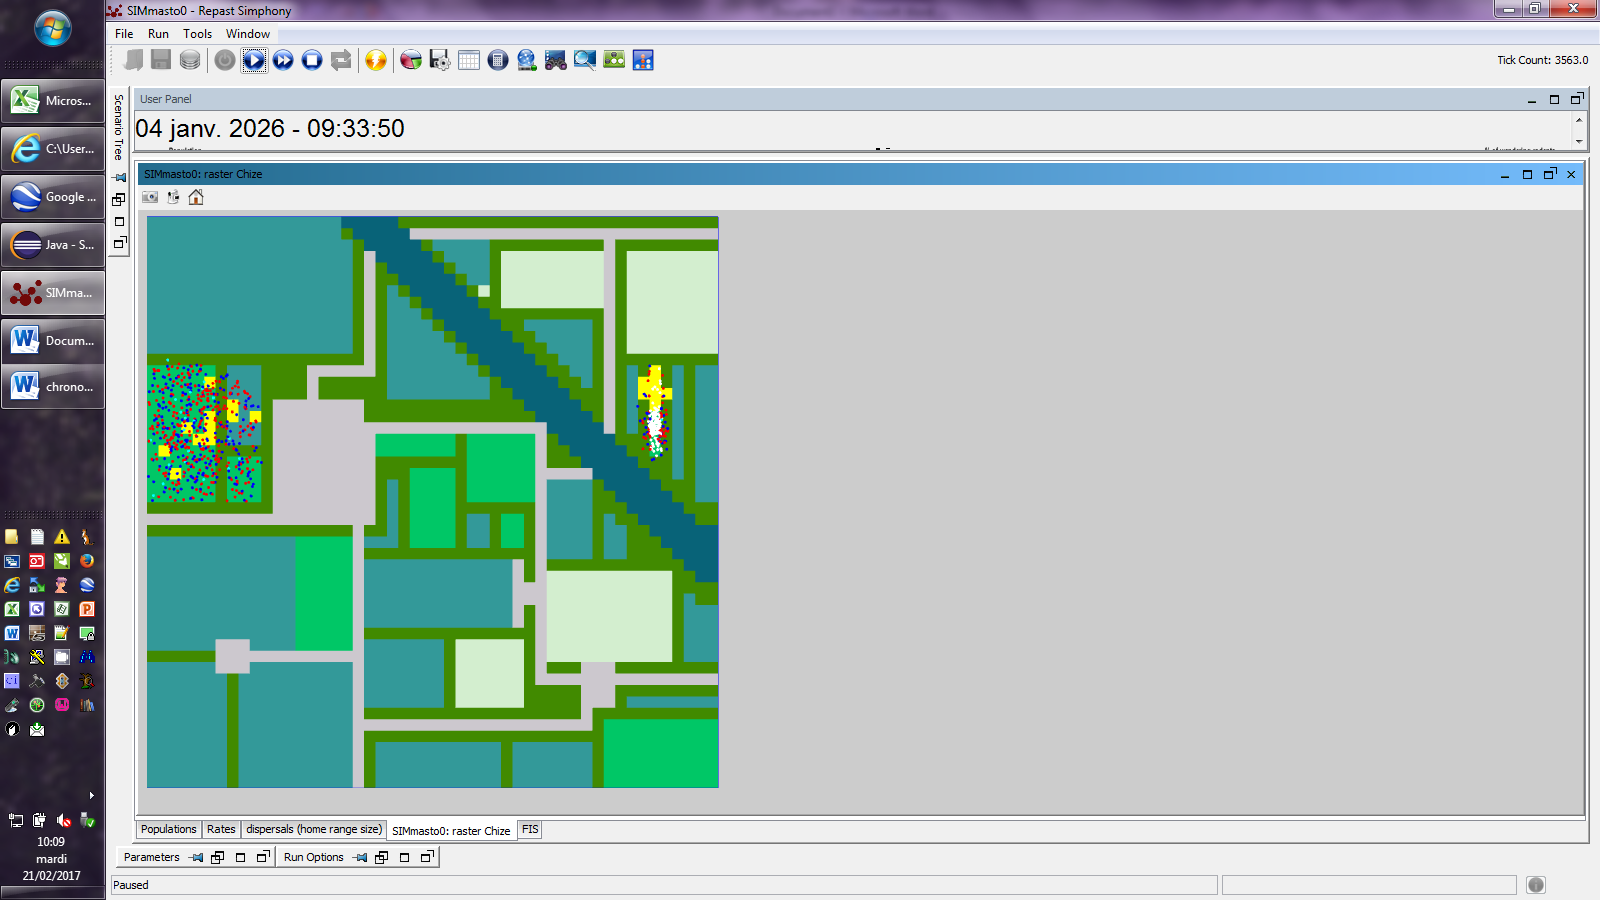 SIMmasto0 - Repast Simphony
File Run Tools Window
Tick Count: 3563.0
Micros...
C:\User...
Google ...
Java - S...
SIMma...
Docum...
chrono...
Scenario Tree
User Panel
04 janv. 2026 - 09:33:50
SIMmasto0: raster Chize
Populations
Rates
dispersals (home range size)
SIMmasto0: raster Chize
FIS
Parameters
Run Options
Paused
10:09
mardi
21/02/2017